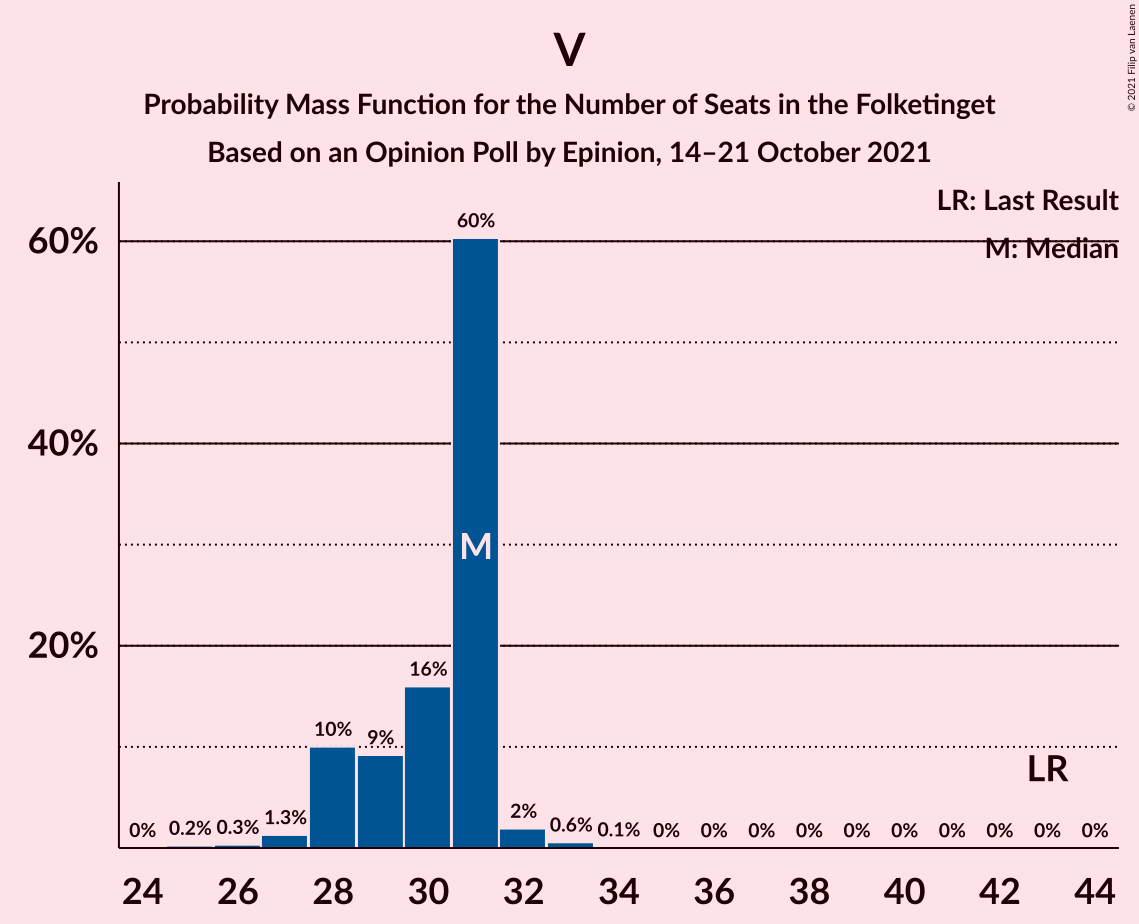 V
Probability Mass Function for the Number of Seats in the Folketinget
Based on an Opinion Poll by Epinion, 14–21 October 2021
© 2021 Filip van Laenen
LR: Last Result
M: Median
60%
40%
20%
0% 0.2% 0.3% 1.3% 10% 9% 16% 60% 2% 0.6% 0.1% 0% 0% 0% 0% 0% 0% 0% 0% 0% 0%
M
LR
24 26 28 30 32 34 36 38 40 42 44